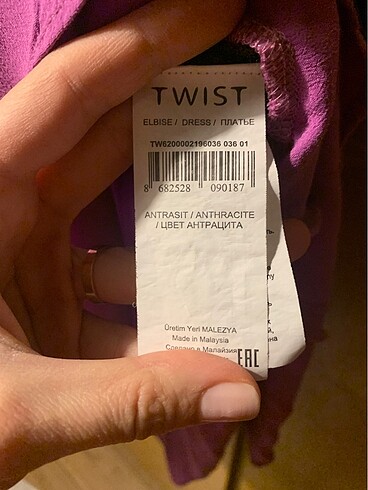 TWIST
ELBISE / DRESS / ПЛАТЬЕ
TW6200002196036 036 01
8 682528 090187
ANTRASIT / ANTHRACITE
/ ЦВЕТ АНТРАЦИТА
Üretim Yeri MALEZYA
Made in Malaysia
Сделано в Малайзия
EAC